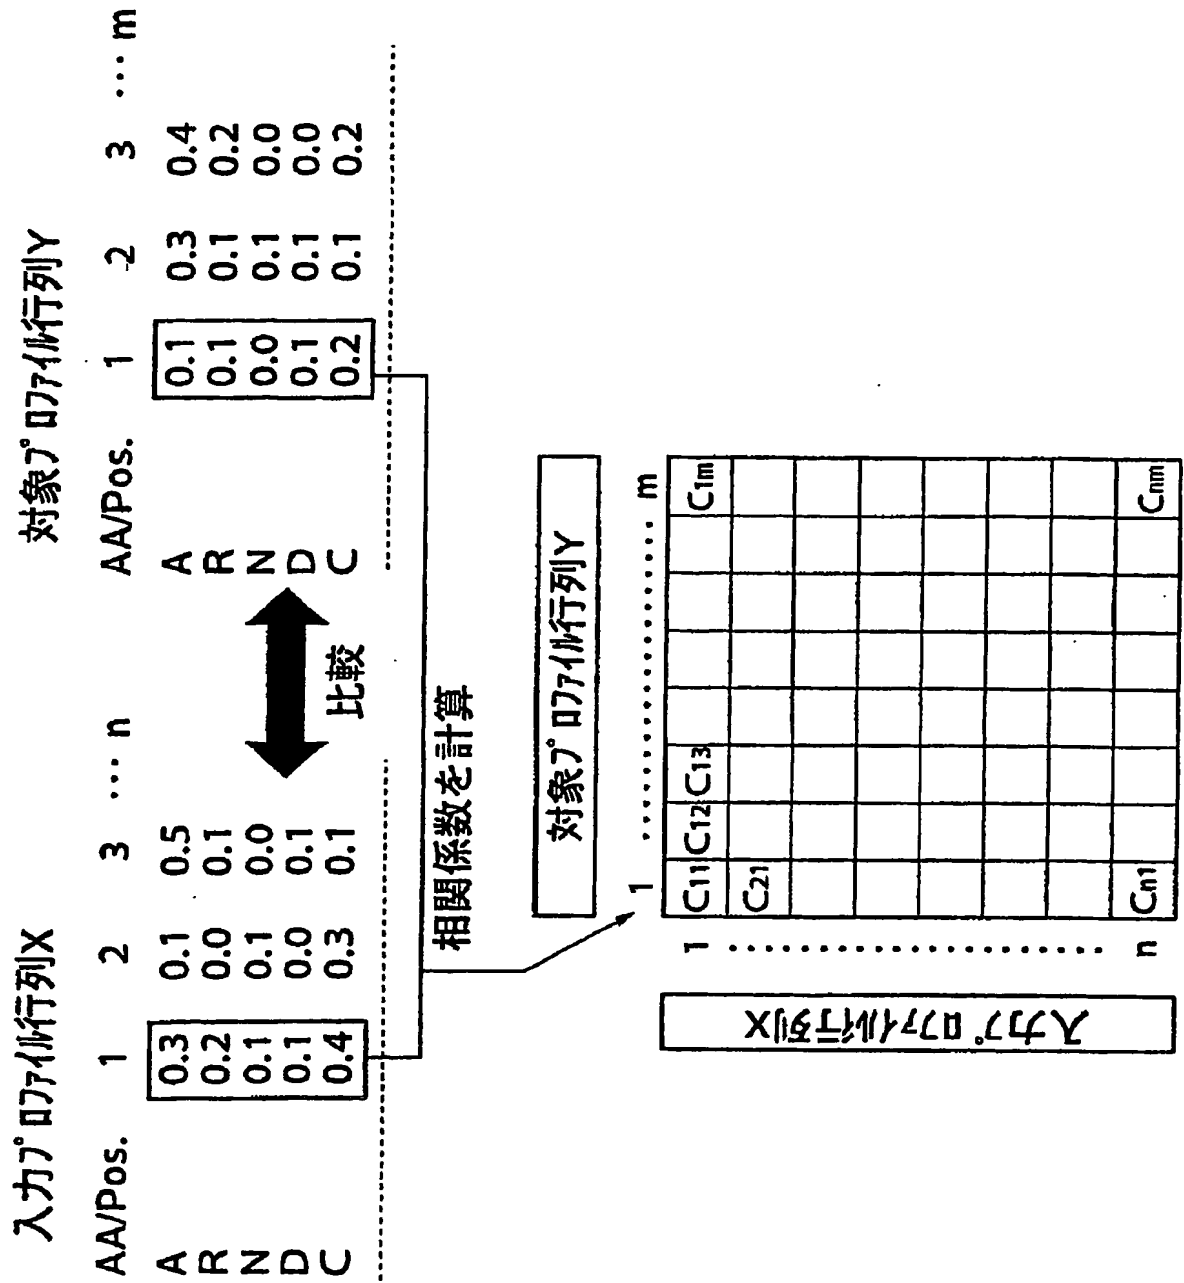 入力プロファイル行列X
AA/Pos. 1 2 3 ... n
A 0.3 0.1 0.5
R 0.2 0.0 0.1
N 0.1 0.1 0.0
D 0.1 0.0 0.1
C 0.4 0.3 0.1
比較
対象プロファイル行列Y
AA/Pos. 1 2 3 ... m
A 0.1 0.3 0.4
R 0.1 0.1 0.2
N 0.0 0.1 0.0
D 0.1 0.1 0.0
C 0.2 0.1 0.2
相関係数を計算
対象プロファイル行列Y
1 ................ m
入力プロファイル行列X
1 ................ n
C11 C12 C13 C1m
C21
Cn1 Cnm